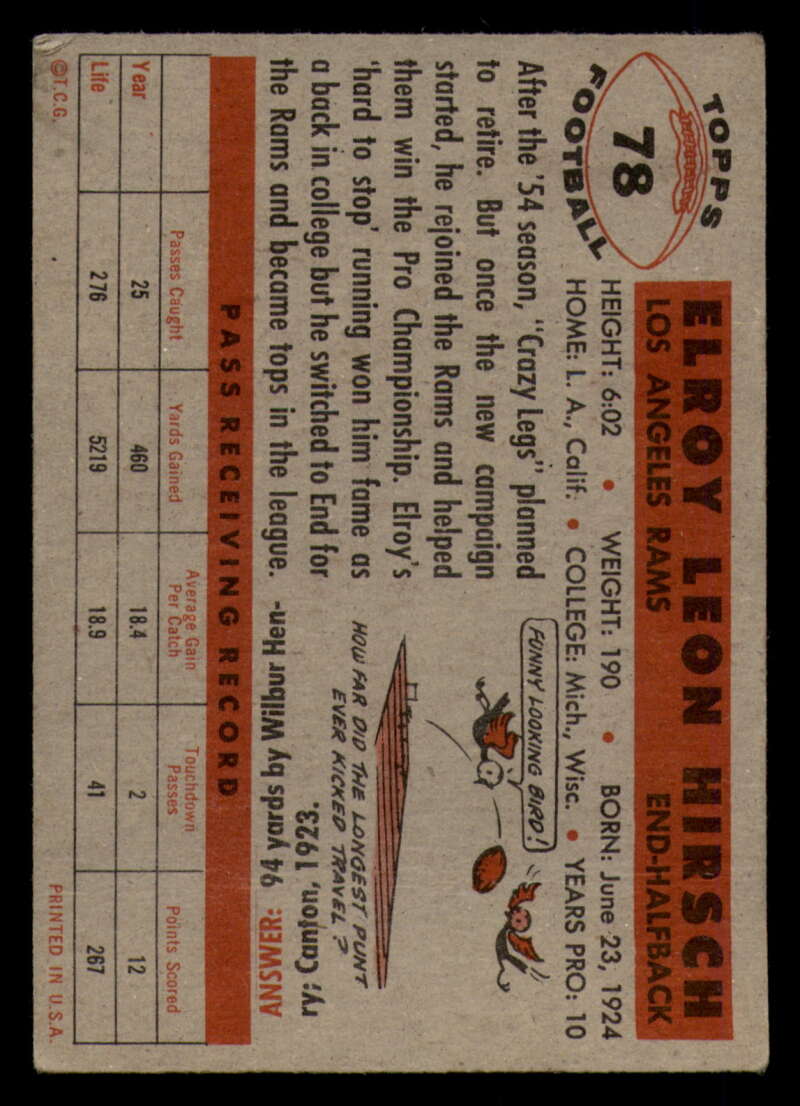 TOPPS
78
FOOTBALL
ELROY LEON HIRSCH
LOS ANGELES RAMS END-HALFBACK
HEIGHT: 6:02 • WEIGHT: 190 • BORN: June 23, 1924
HOME: L. A., Calif. • COLLEGE: Mich., Wisc. • YEARS PRO: 10
After the '54 season, "Crazy Legs" planned
to retire. But once the new campaign
started, he rejoined the Rams and helped
them win the Pro Championship. Elroy's
'hard to stop' running won him fame as
a back in college but he switched to End for
the Rams and became tops in the league.
FUNNY LOOKING BIRD!
HOW FAR DID THE LONGEST PUNT
EVER KICKED TRAVEL?
ANSWER: 94 yards by Wilbur Hen-
ry: Canton, 1923.
PASS RECEIVING RECORD
Passes Caught Yards Gained Average Gain Per Catch Touchdown Passes Points Scored
Year 25 460 18.4 2 12
Life 276 5219 18.9 41 267
©T.C.G. PRINTED IN U.S.A.